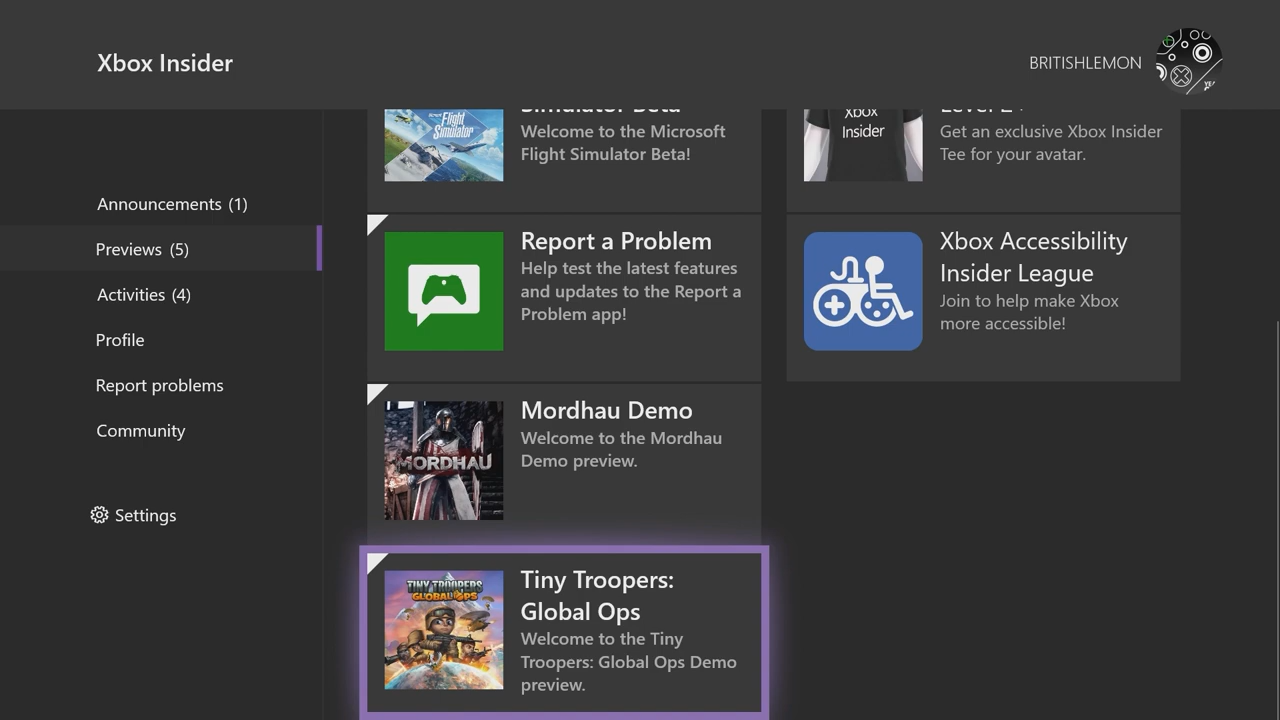 Xbox Insider
BRITISHLEMON
Announcements (1)
Previews (5)
Activities (4)
Profile
Report problems
Community
Settings
Simulator Beta
Welcome to the Microsoft
Flight Simulator Beta!
Flight
Simulator
Report a Problem
Help test the latest features
and updates to the Report a
Problem app!
Mordhau Demo
Welcome to the Mordhau
Demo preview.
MORDHAU
Tiny Troopers:
Global Ops
Welcome to the Tiny
Troopers: Global Ops Demo
preview.
TINY TROOPERS
GLOBAL OPS
Xbox
Insider
Get an exclusive Xbox Insider
Tee for your avatar.
Xbox Accessibility
Insider League
Join to help make Xbox
more accessible!